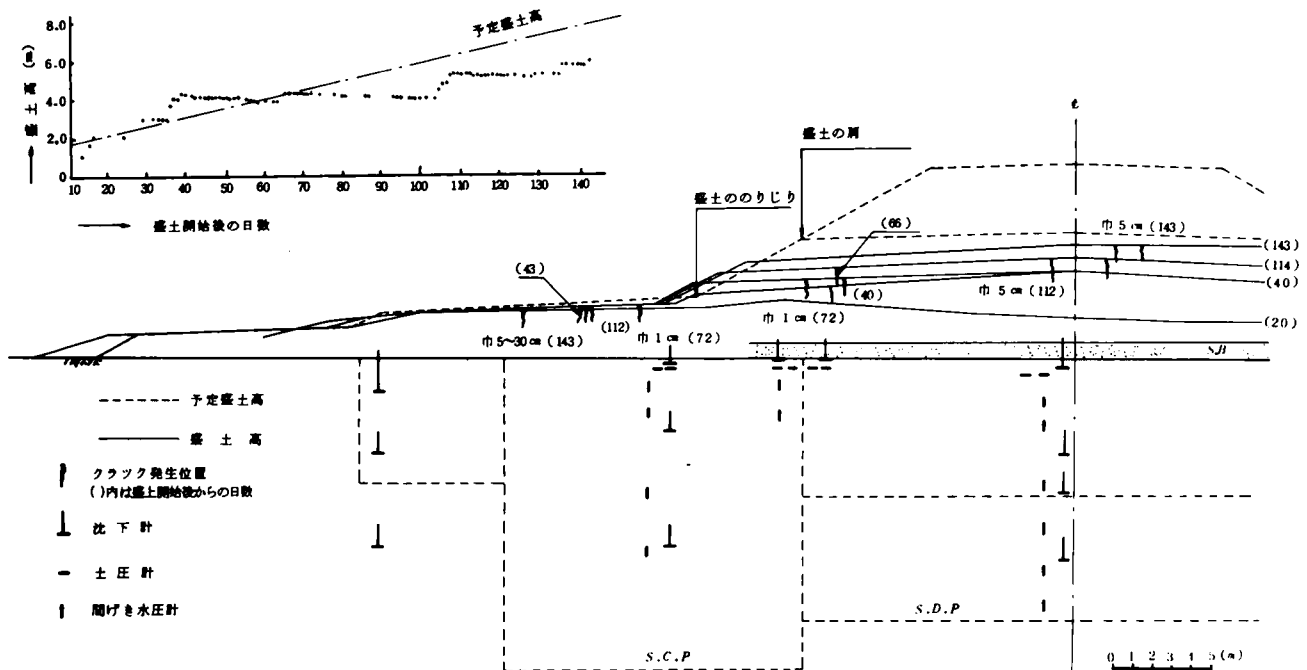 盛土高 (m)
8.0
6.0
4.0
2.0
10 20 30 40 50 60 70 80 90 100 110 120 130 140
盛土開始後の日数
予定盛土高
℄
盛土の肩
盛土ののりじり
(66)
巾 5 cm (143)
(143)
(114)
(40)
(20)
(43)
(40)
巾 5 cm (112)
(112)
巾 1 cm (72)
巾 5~30 cm (143)
巾 1 cm (72)
予定盛土高
盛土高
クラック発生位置
( )内は盛土開始後からの日数
沈下計
土圧計
間げき水圧計
S.D.P
S.C.P
0 1 2 3 4 5 (m)